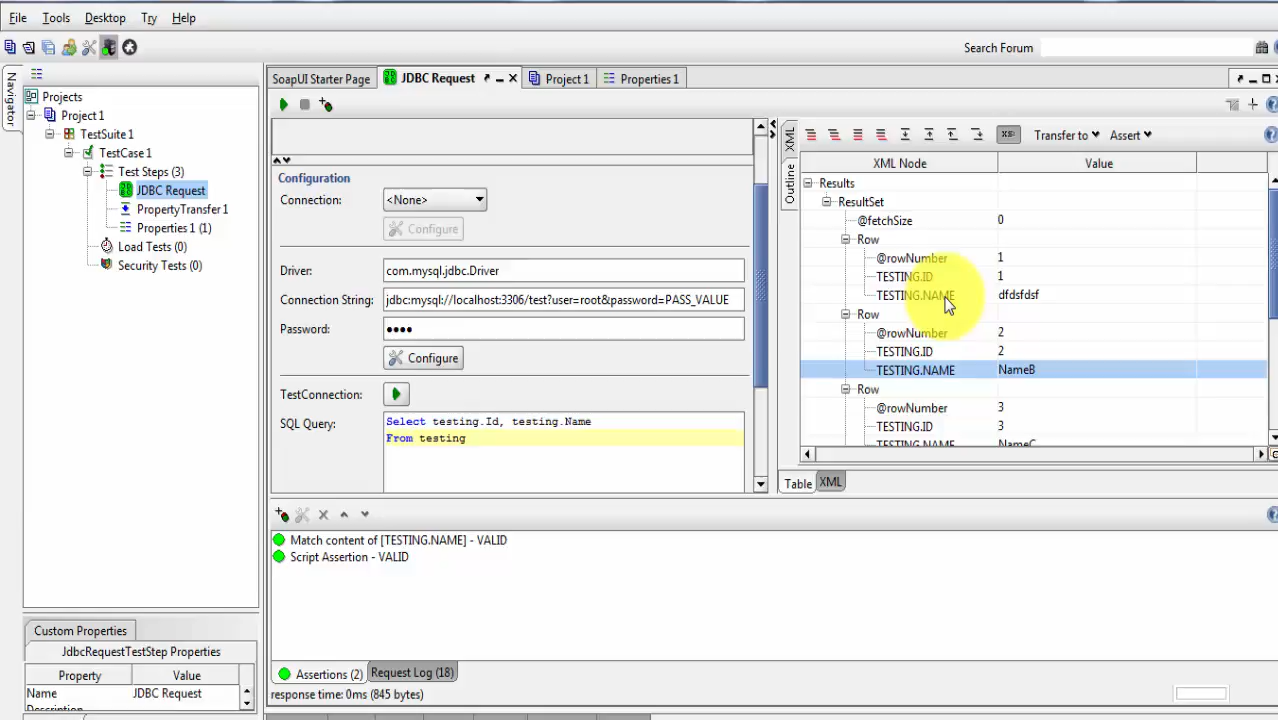 File Tools Desktop Try Help
Search Forum
Navigator
Projects
Project 1
TestSuite 1
TestCase 1
Test Steps (3)
JDBC Request
PropertyTransfer 1
Properties 1 (1)
Load Tests (0)
Security Tests (0)
Custom Properties
JdbcRequestTestStep Properties
Property Value
Name JDBC Request
Description
SoapUI Starter Page JDBC Request Project 1 Properties 1
Configuration
Connection: <None>
Configure
Driver: com.mysql.jdbc.Driver
Connection String: jdbc:mysql://localhost:3306/test?user=root&password=PASS_VALUE
Password: ••••
Configure
TestConnection:
SQL Query: Select testing.Id, testing.Name
From testing
XML
Outline
Transfer to Assert
XML Node Value
Results
ResultSet
@fetchSize 0
Row
@rowNumber 1
TESTING.ID 1
TESTING.NAME dfdsfdsf
Row
@rowNumber 2
TESTING.ID 2
TESTING.NAME NameB
Row
@rowNumber 3
TESTING.ID 3
TESTING.NAME NameC
Table XML
Match content of [TESTING.NAME] - VALID
Script Assertion - VALID
Assertions (2) Request Log (18)
response time: 0ms (845 bytes)